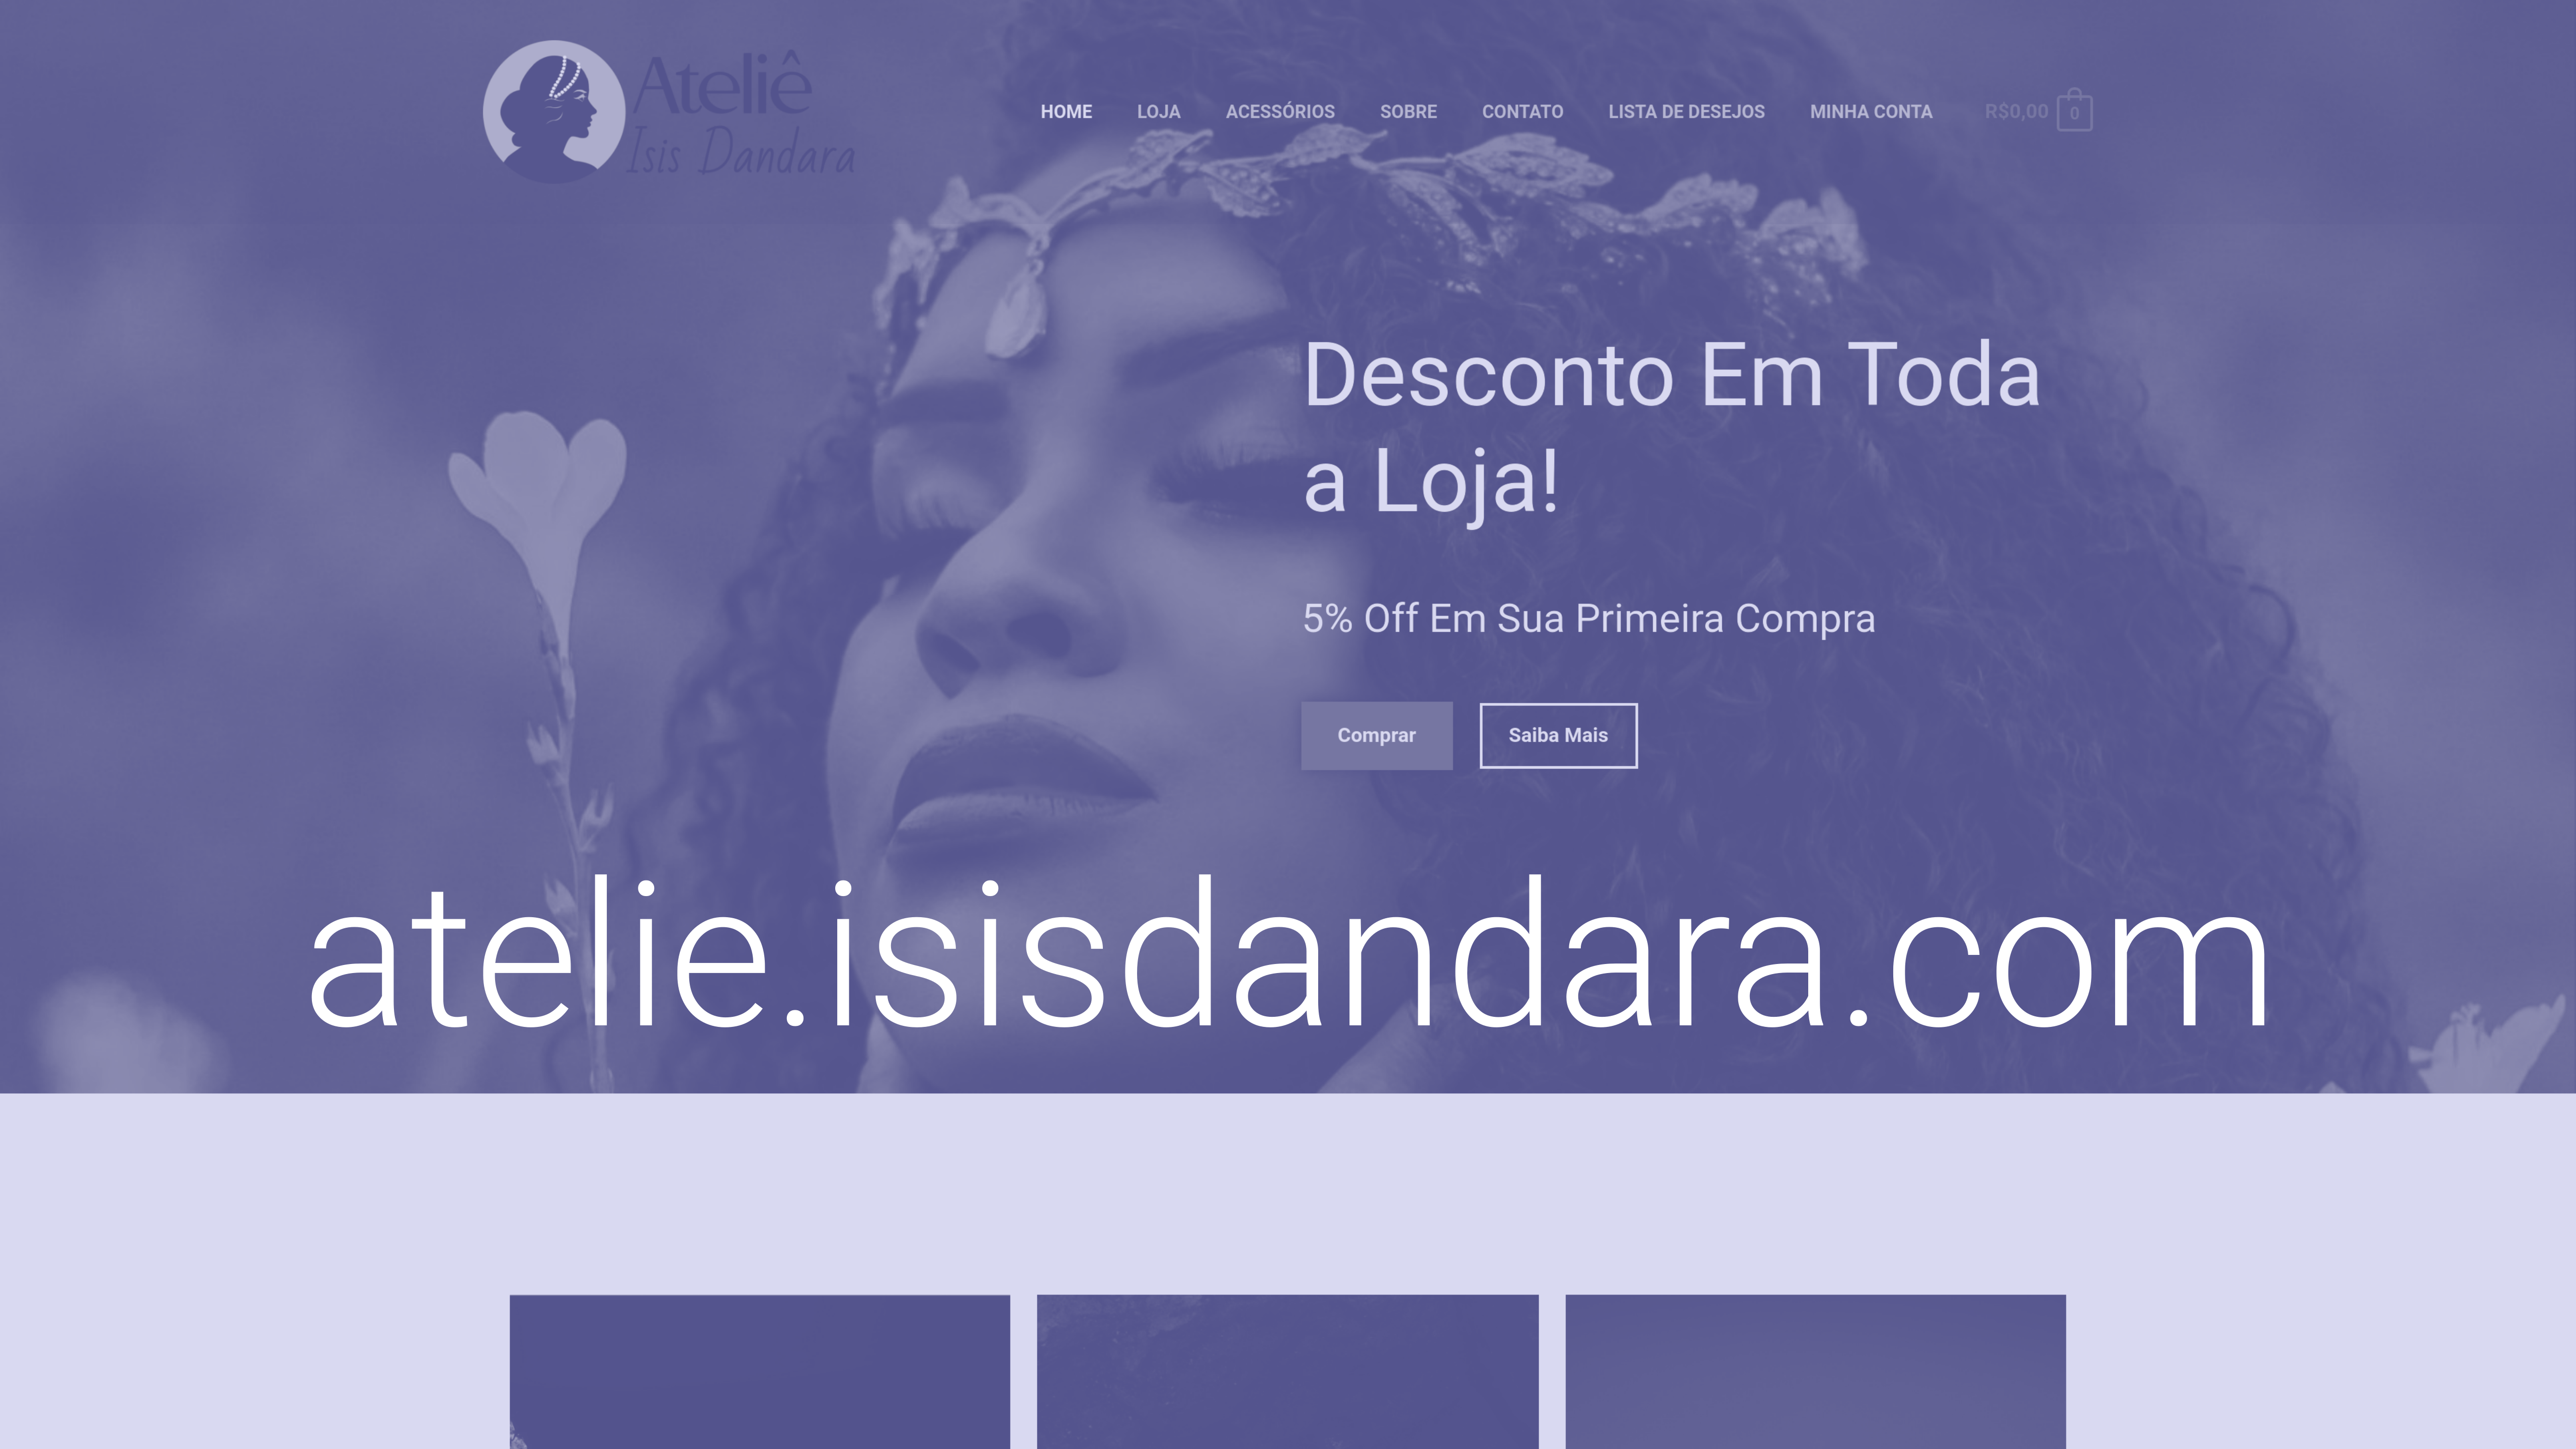 Ateliê
Isis Dandara
HOME LOJA ACESSÓRIOS SOBRE CONTATO LISTA DE DESEJOS MINHA CONTA R$0,00 0
Desconto Em Toda
a Loja!
5% Off Em Sua Primeira Compra
Comprar Saiba Mais
atelie.isisdandara.com